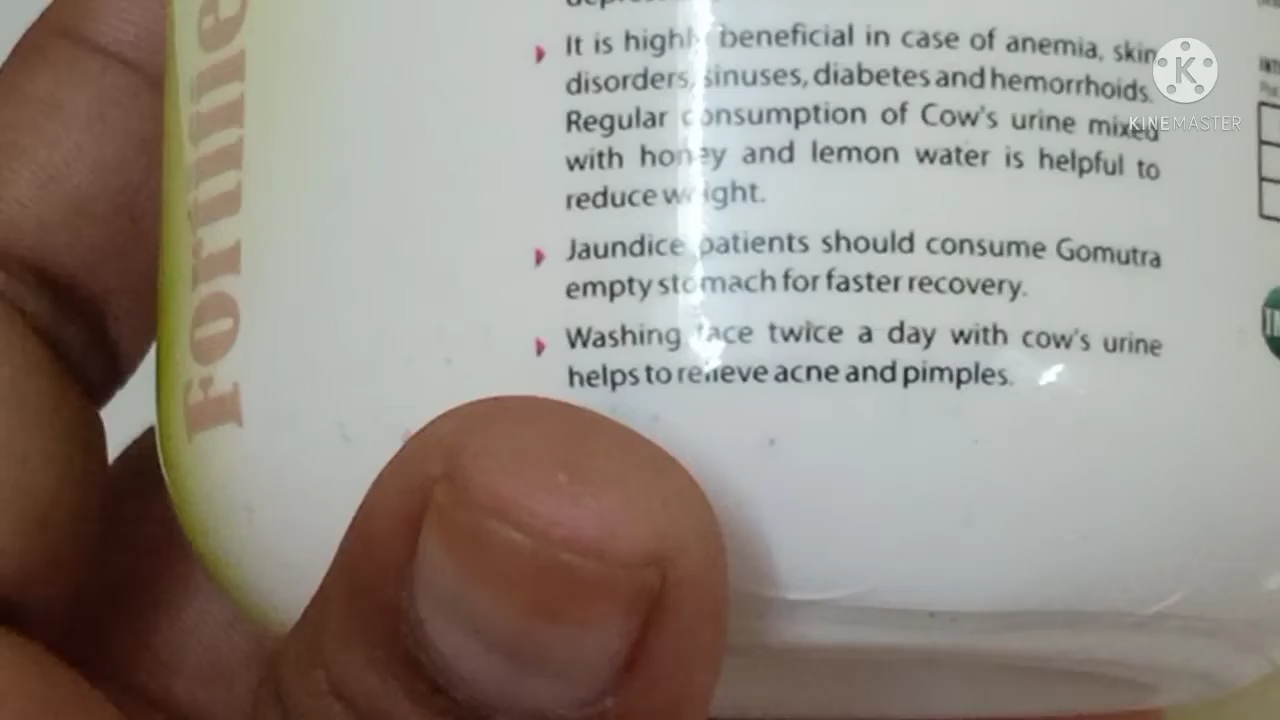 It is highly beneficial in case of anemia, skin
disorders, sinuses, diabetes and hemorrhoids.
Regular consumption of Cow's urine mixed
with honey and lemon water is helpful to
reduce weight.
Jaundice patients should consume Gomutra
empty stomach for faster recovery.
Washing face twice a day with cow's urine
helps to relieve acne and pimples.
K
KINEMASTER